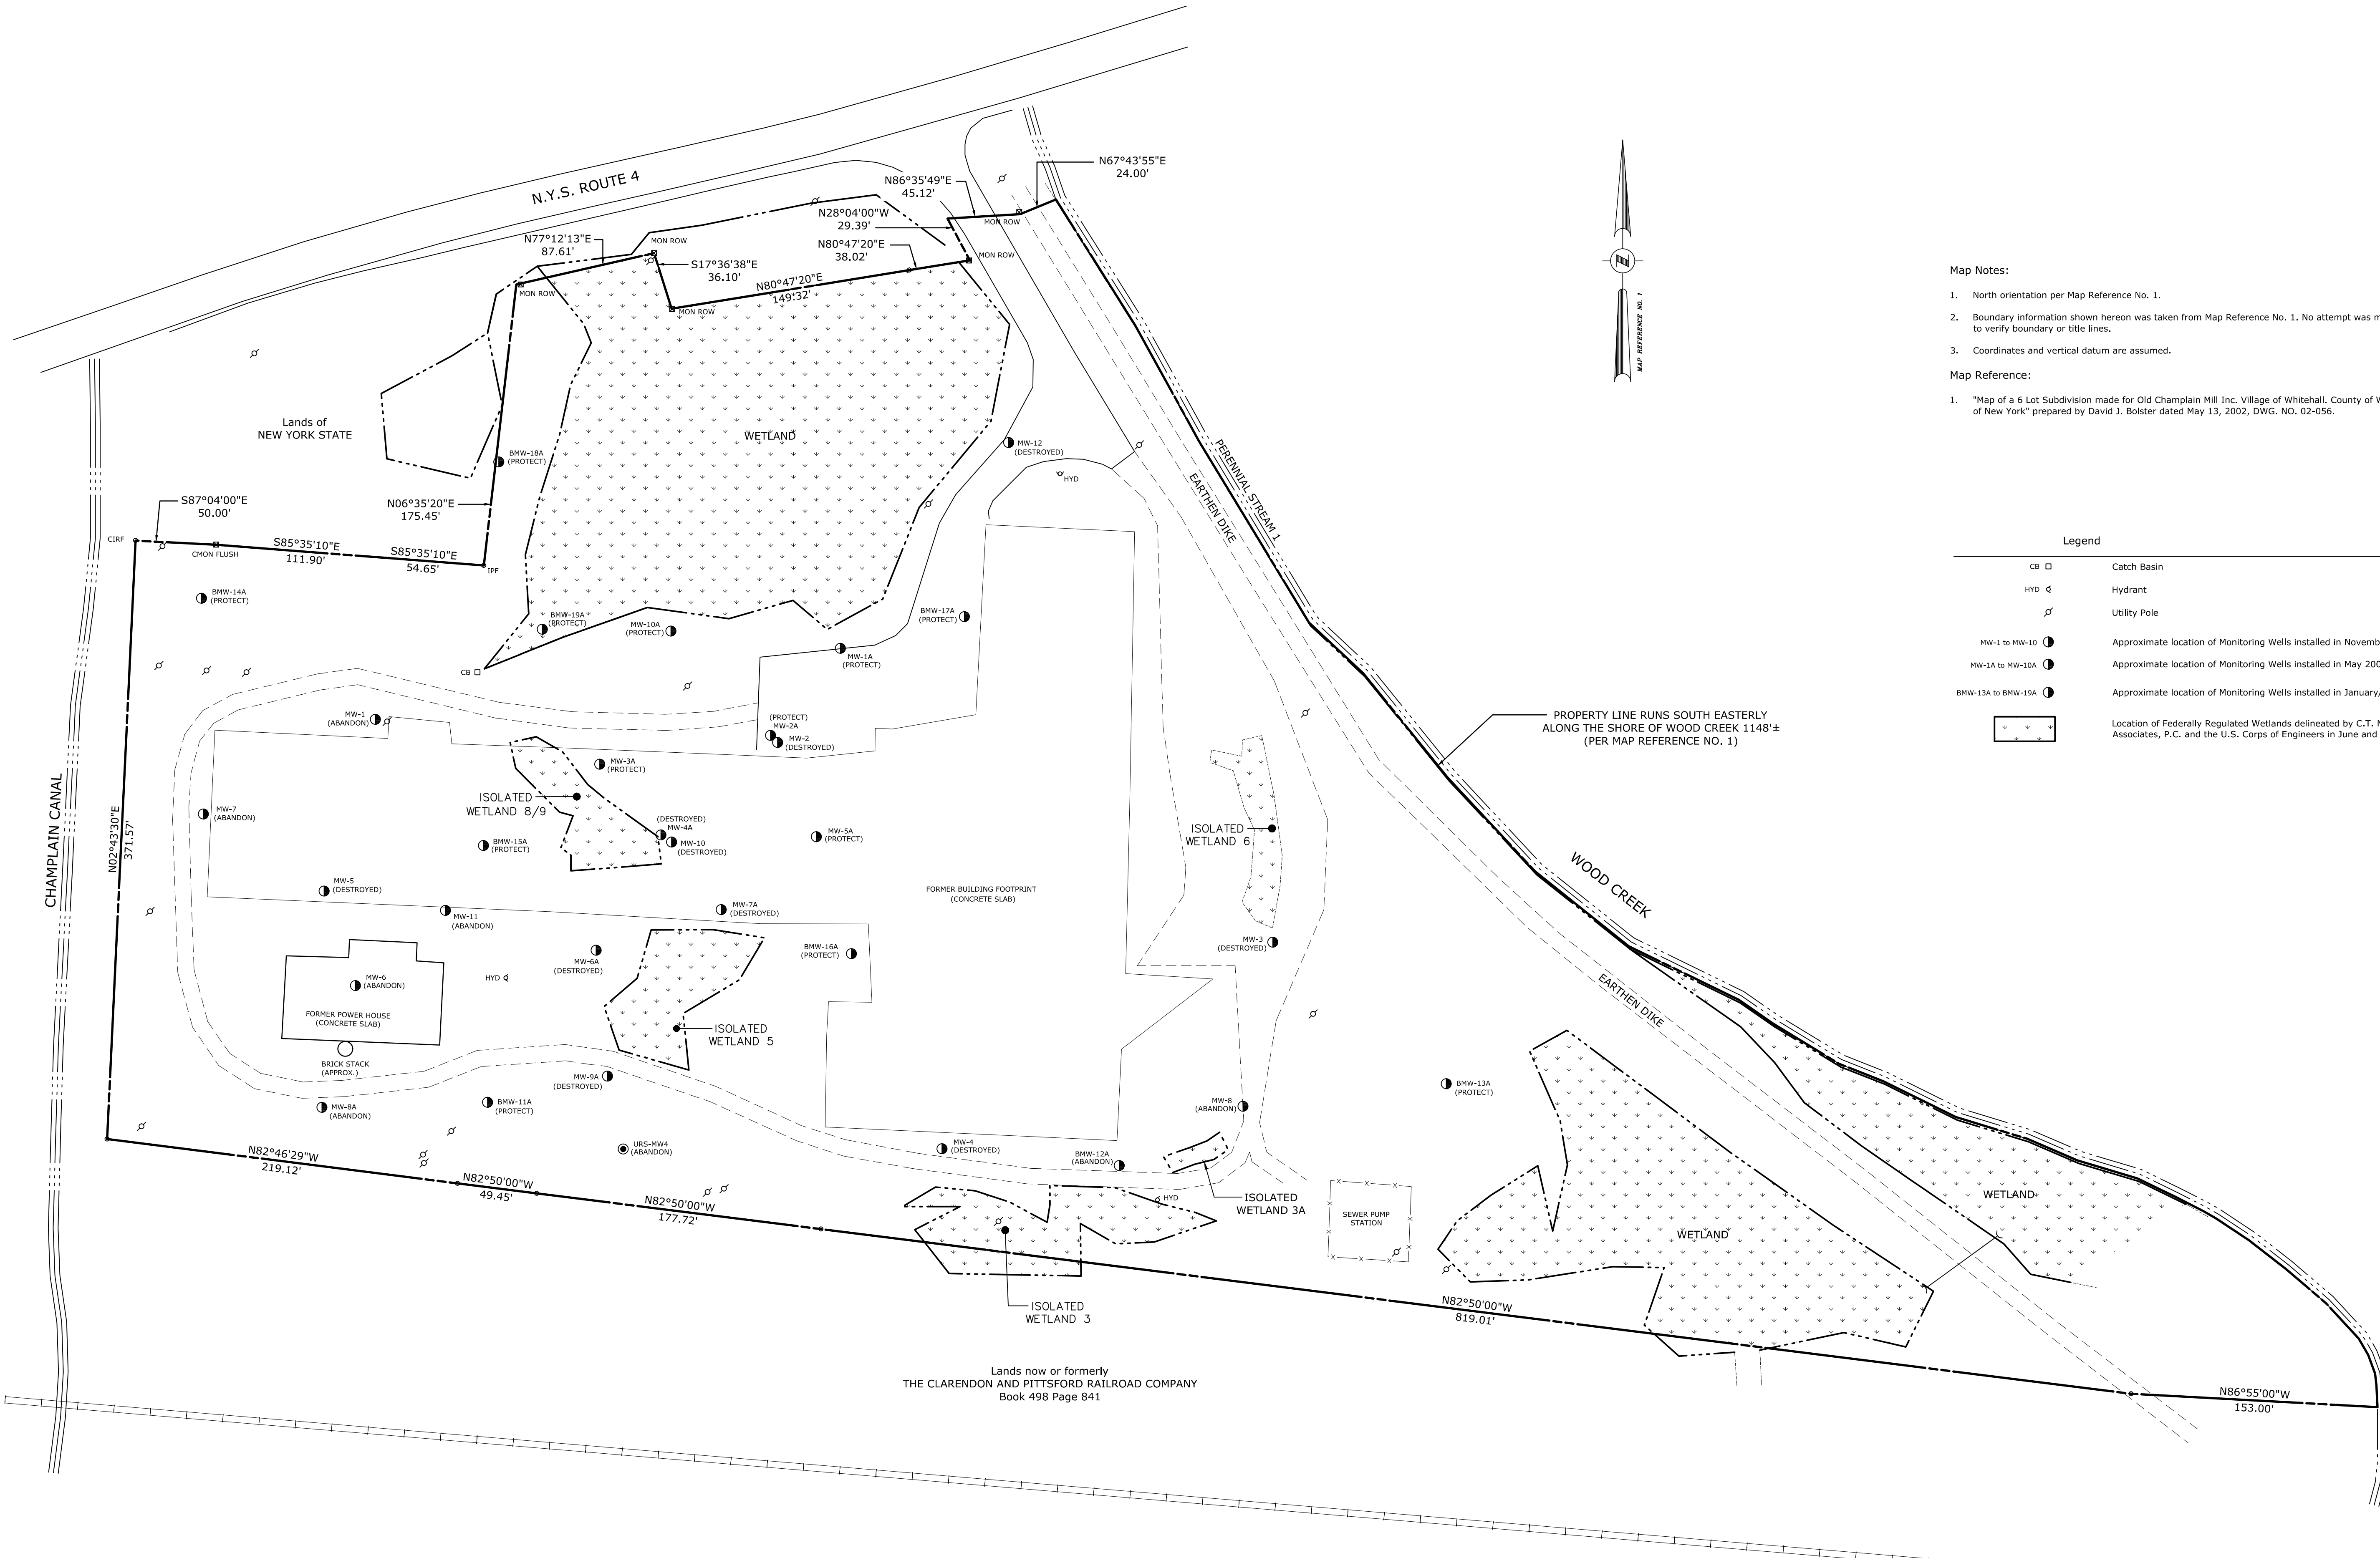 N.Y.S. ROUTE 4
N67°43'55"E
24.00'
N86°35'49"E
45.12'
MON ROW
N28°04'00"W
29.39'
N80°47'20"E
38.02'
MON ROW
N77°12'13"E
87.61'
MON ROW
S17°36'38"E
36.10'
N80°47'20"E
149.32'
MON ROW
MON ROW
MAP REFERENCE NO. 1
Map Notes:
1. North orientation per Map Reference No. 1.
2. Boundary information shown hereon was taken from Map Reference No. 1. No attempt was m
to verify boundary or title lines.
3. Coordinates and vertical datum are assumed.
Map Reference:
1. "Map of a 6 Lot Subdivision made for Old Champlain Mill Inc. Village of Whitehall. County of W
of New York" prepared by David J. Bolster dated May 13, 2002, DWG. NO. 02-056.
Legend
CB Catch Basin
HYD Hydrant
Utility Pole
MW-1 to MW-10 Approximate location of Monitoring Wells installed in Novemb
MW-1A to MW-10A Approximate location of Monitoring Wells installed in May 200
BMW-13A to BMW-19A Approximate location of Monitoring Wells installed in January/
Location of Federally Regulated Wetlands delineated by C.T. M
Associates, P.C. and the U.S. Corps of Engineers in June and
Lands of
NEW YORK STATE
WETLAND
MW-12
(DESTROYED)
HYD
BMW-18A
(PROTECT)
N06°35'20"E
175.45'
S87°04'00"E
50.00'
CIRF
CMON FLUSH
S85°35'10"E
111.90'
S85°35'10"E
54.65'
IPF
PERENNIAL STREAM 1
EARTHEN DIKE
BMW-14A
(PROTECT)
BMW-19A
(PROTECT)
MW-10A
(PROTECT)
BMW-17A
(PROTECT)
MW-1A
(PROTECT)
CB
MW-1
(ABANDON)
(PROTECT)
MW-2A
MW-2
(DESTROYED)
MW-3A
(PROTECT)
ISOLATED
WETLAND 8/9
MW-7
(ABANDON)
(DESTROYED)
MW-4A
MW-10
(DESTROYED)
BMW-15A
(PROTECT)
MW-5A
(PROTECT)
ISOLATED
WETLAND 6
PROPERTY LINE RUNS SOUTH EASTERLY
ALONG THE SHORE OF WOOD CREEK 1148'±
(PER MAP REFERENCE NO. 1)
CHAMPLAIN CANAL
N02°43'30"E
371.57'
MW-5
(DESTROYED)
MW-11
(ABANDON)
MW-7A
(DESTROYED)
FORMER BUILDING FOOTPRINT
(CONCRETE SLAB)
WOOD CREEK
MW-6A
(DESTROYED)
BMW-16A
(PROTECT)
MW-3
(DESTROYED)
MW-6
(ABANDON)
HYD
FORMER POWER HOUSE
(CONCRETE SLAB)
EARTHEN DIKE
ISOLATED
WETLAND 5
BRICK STACK
(APPROX.)
MW-9A
(DESTROYED)
BMW-13A
(PROTECT)
MW-8A
(ABANDON)
BMW-11A
(PROTECT)
MW-8
(ABANDON)
URS-MW4
(ABANDON)
MW-4
(DESTROYED)
BMW-12A
(ABANDON)
N82°46'29"W
219.12'
N82°50'00"W
49.45'
N82°50'00"W
177.72'
HYD
ISOLATED
WETLAND 3A
SEWER PUMP
STATION
WETLAND
WETLAND
ISOLATED
WETLAND 3
N82°50'00"W
819.01'
N86°55'00"W
153.00'
Lands now or formerly
THE CLARENDON AND PITTSFORD RAILROAD COMPANY
Book 498 Page 841